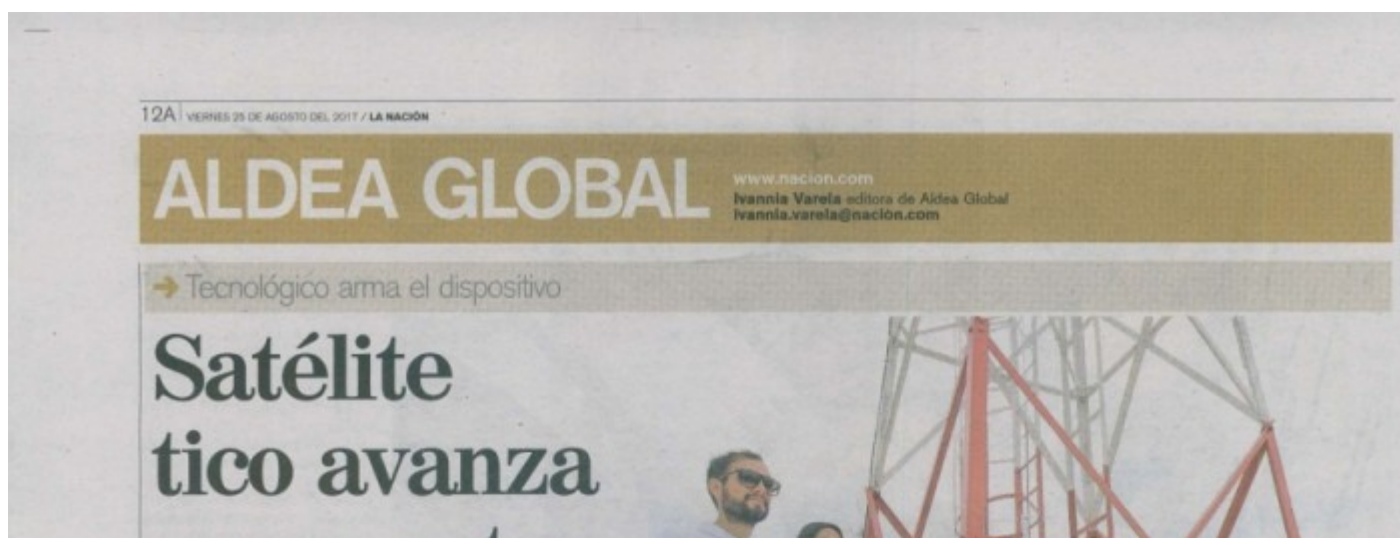 12A VIERNES 25 DE AGOSTO DEL 2017 / LA NACIÓN
ALDEA GLOBAL
www.nacion.com
Ivannia Varela editora de Aldea Global
ivannia.varela@nación.com
→ Tecnológico arma el dispositivo
Satélite
tico avanza